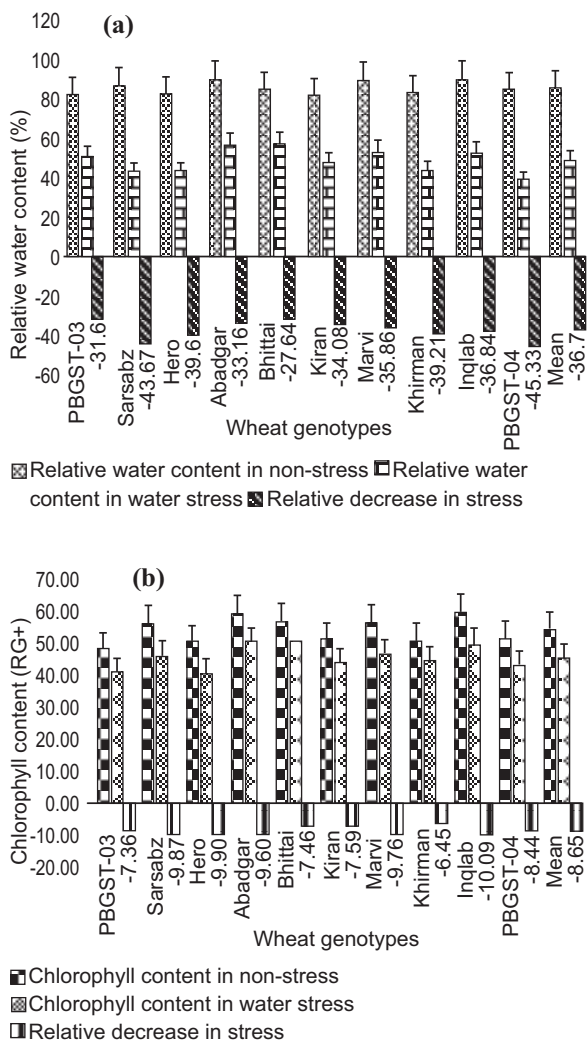 (a)
120
100
80
60
40
20
0
-20
-40
-60
Relative water content (%)
PBGST-03 -31.6
Sarsabz -43.67
Hero -39.6
Abadgar -33.16
Bhittai -27.64
Kiran -34.08
Marvi -35.86
Khirman -39.21
Inqlab -36.84
PBGST-04 -45.33
Mean -36.7
Wheat genotypes
Relative water content in non-stress Relative water
content in water stress Relative decrease in stress
(b)
70.00
60.00
50.00
40.00
30.00
20.00
10.00
0.00
-10.00
-20.00
Chlorophyll content (RG+)
PBGST-03 -7.36
Sarsabz -9.87
Hero -9.90
Abadgar -9.60
Bhittai -7.46
Kiran -7.59
Marvi -9.76
Khirman -6.45
Inqlab -10.09
PBGST-04 -8.44
Mean -8.65
Wheat genotypes
Chlorophyll content in non-stress
Chlorophyll content in water stress
Relative decrease in stress